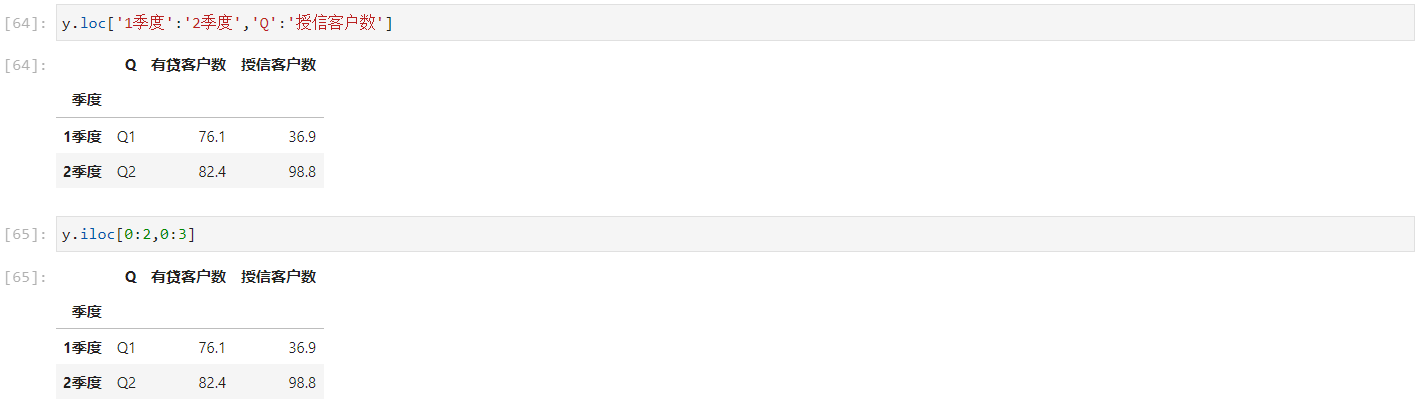 [64]: y.loc['1季度':'2季度','Q':'授信客户数']
[64]: Q 有贷客户数 授信客户数
季度
1季度 Q1 76.1 36.9
2季度 Q2 82.4 98.8
[65]: y.iloc[0:2,0:3]
[65]: Q 有贷客户数 授信客户数
季度
1季度 Q1 76.1 36.9
2季度 Q2 82.4 98.8